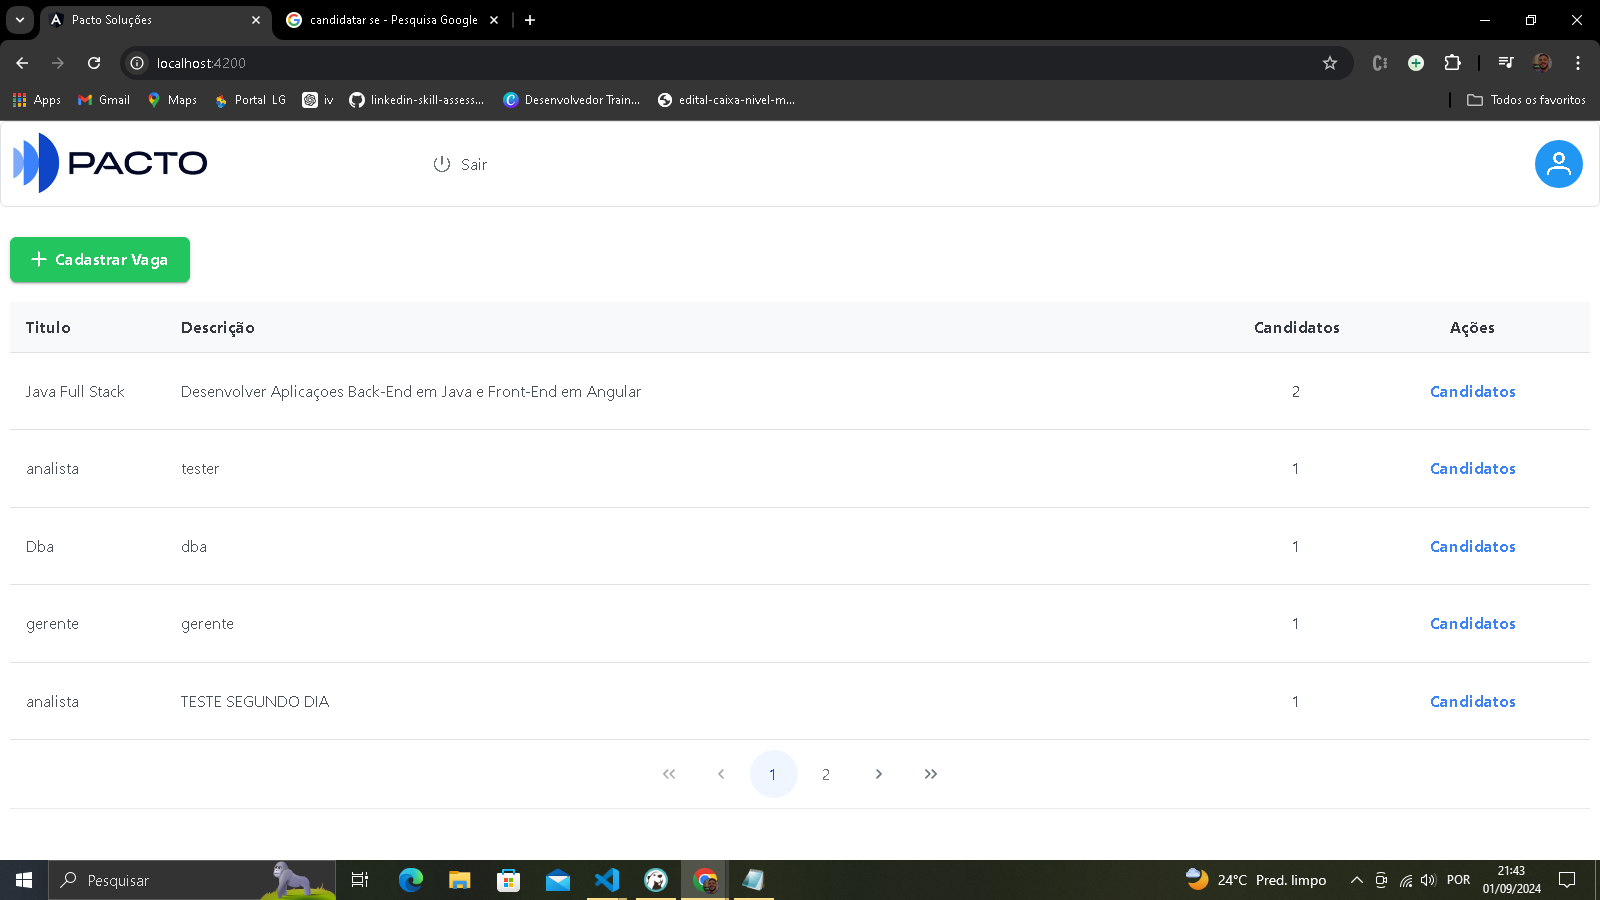 Pacto Soluções
candidatar se - Pesquisa Google
localhost:4200
Apps
Gmail
Maps
Portal LG
iv
linkedin-skill-assess...
Desenvolvedor Train...
edital-caixa-nivel-m...
Todos os favoritos
PACTO
Sair
Cadastrar Vaga
Titulo Descrição Candidatos Ações
Java Full Stack Desenvolver Aplicaçoes Back-End em Java e Front-End em Angular 2 Candidatos
analista tester 1 Candidatos
Dba dba 1 Candidatos
gerente gerente 1 Candidatos
analista TESTE SEGUNDO DIA 1 Candidatos
1 2
Pesquisar
24°C Pred. limpo
POR
21:43
01/09/2024